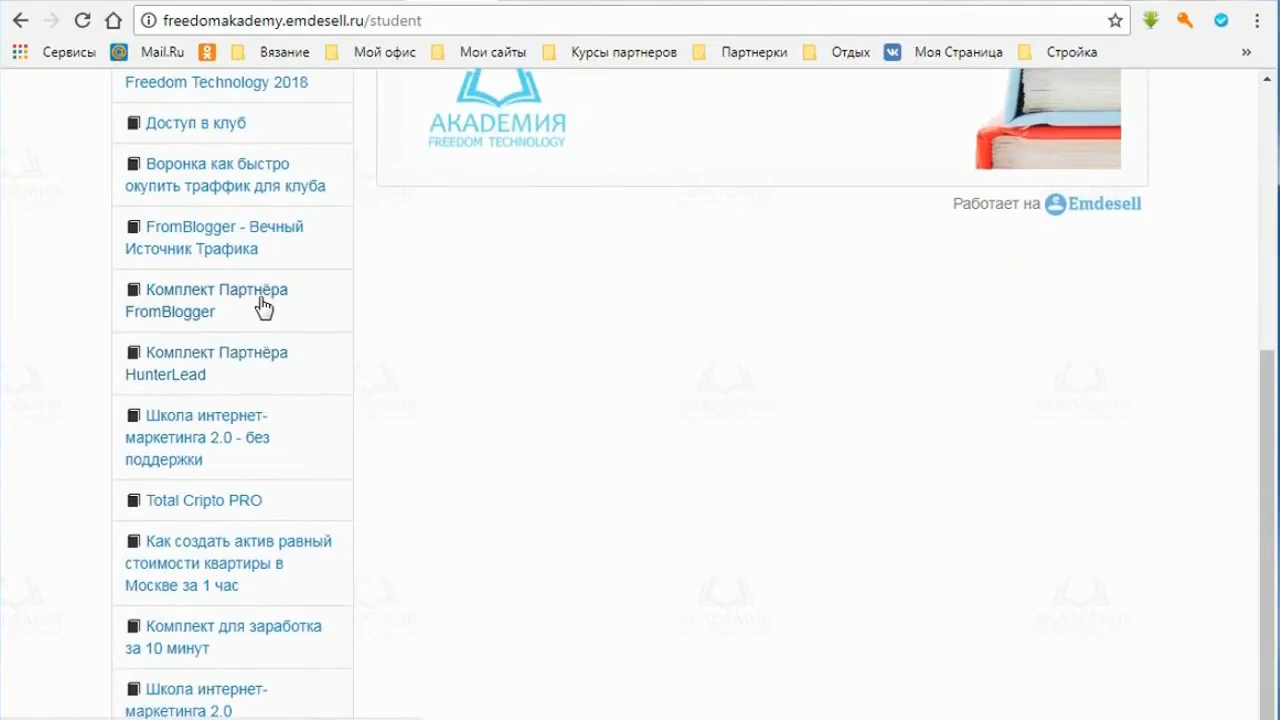 freedomakademy.emdesell.ru/student
Сервисы Mail.Ru Вязание Мой офис Мои сайты Курсы партнеров Партнерки Отдых Моя Страница Стройка »
Freedom Technology 2018
Доступ в клуб
Воронка как быстро
окупить траффик для клуба
FromBlogger - Вечный
Источник Трафика
Комплект Партнёра
FromBlogger
Комплект Партнёра
HunterLead
Школа интернет-
маркетинга 2.0 - без
поддержки
Total Cripto PRO
Как создать актив равный
стоимости квартиры в
Москве за 1 час
Комплект для заработка
за 10 минут
Школа интернет-
маркетинга 2.0
АКАДЕМИЯ
FREEDOM TECHNOLOGY
Работает на Emdesell